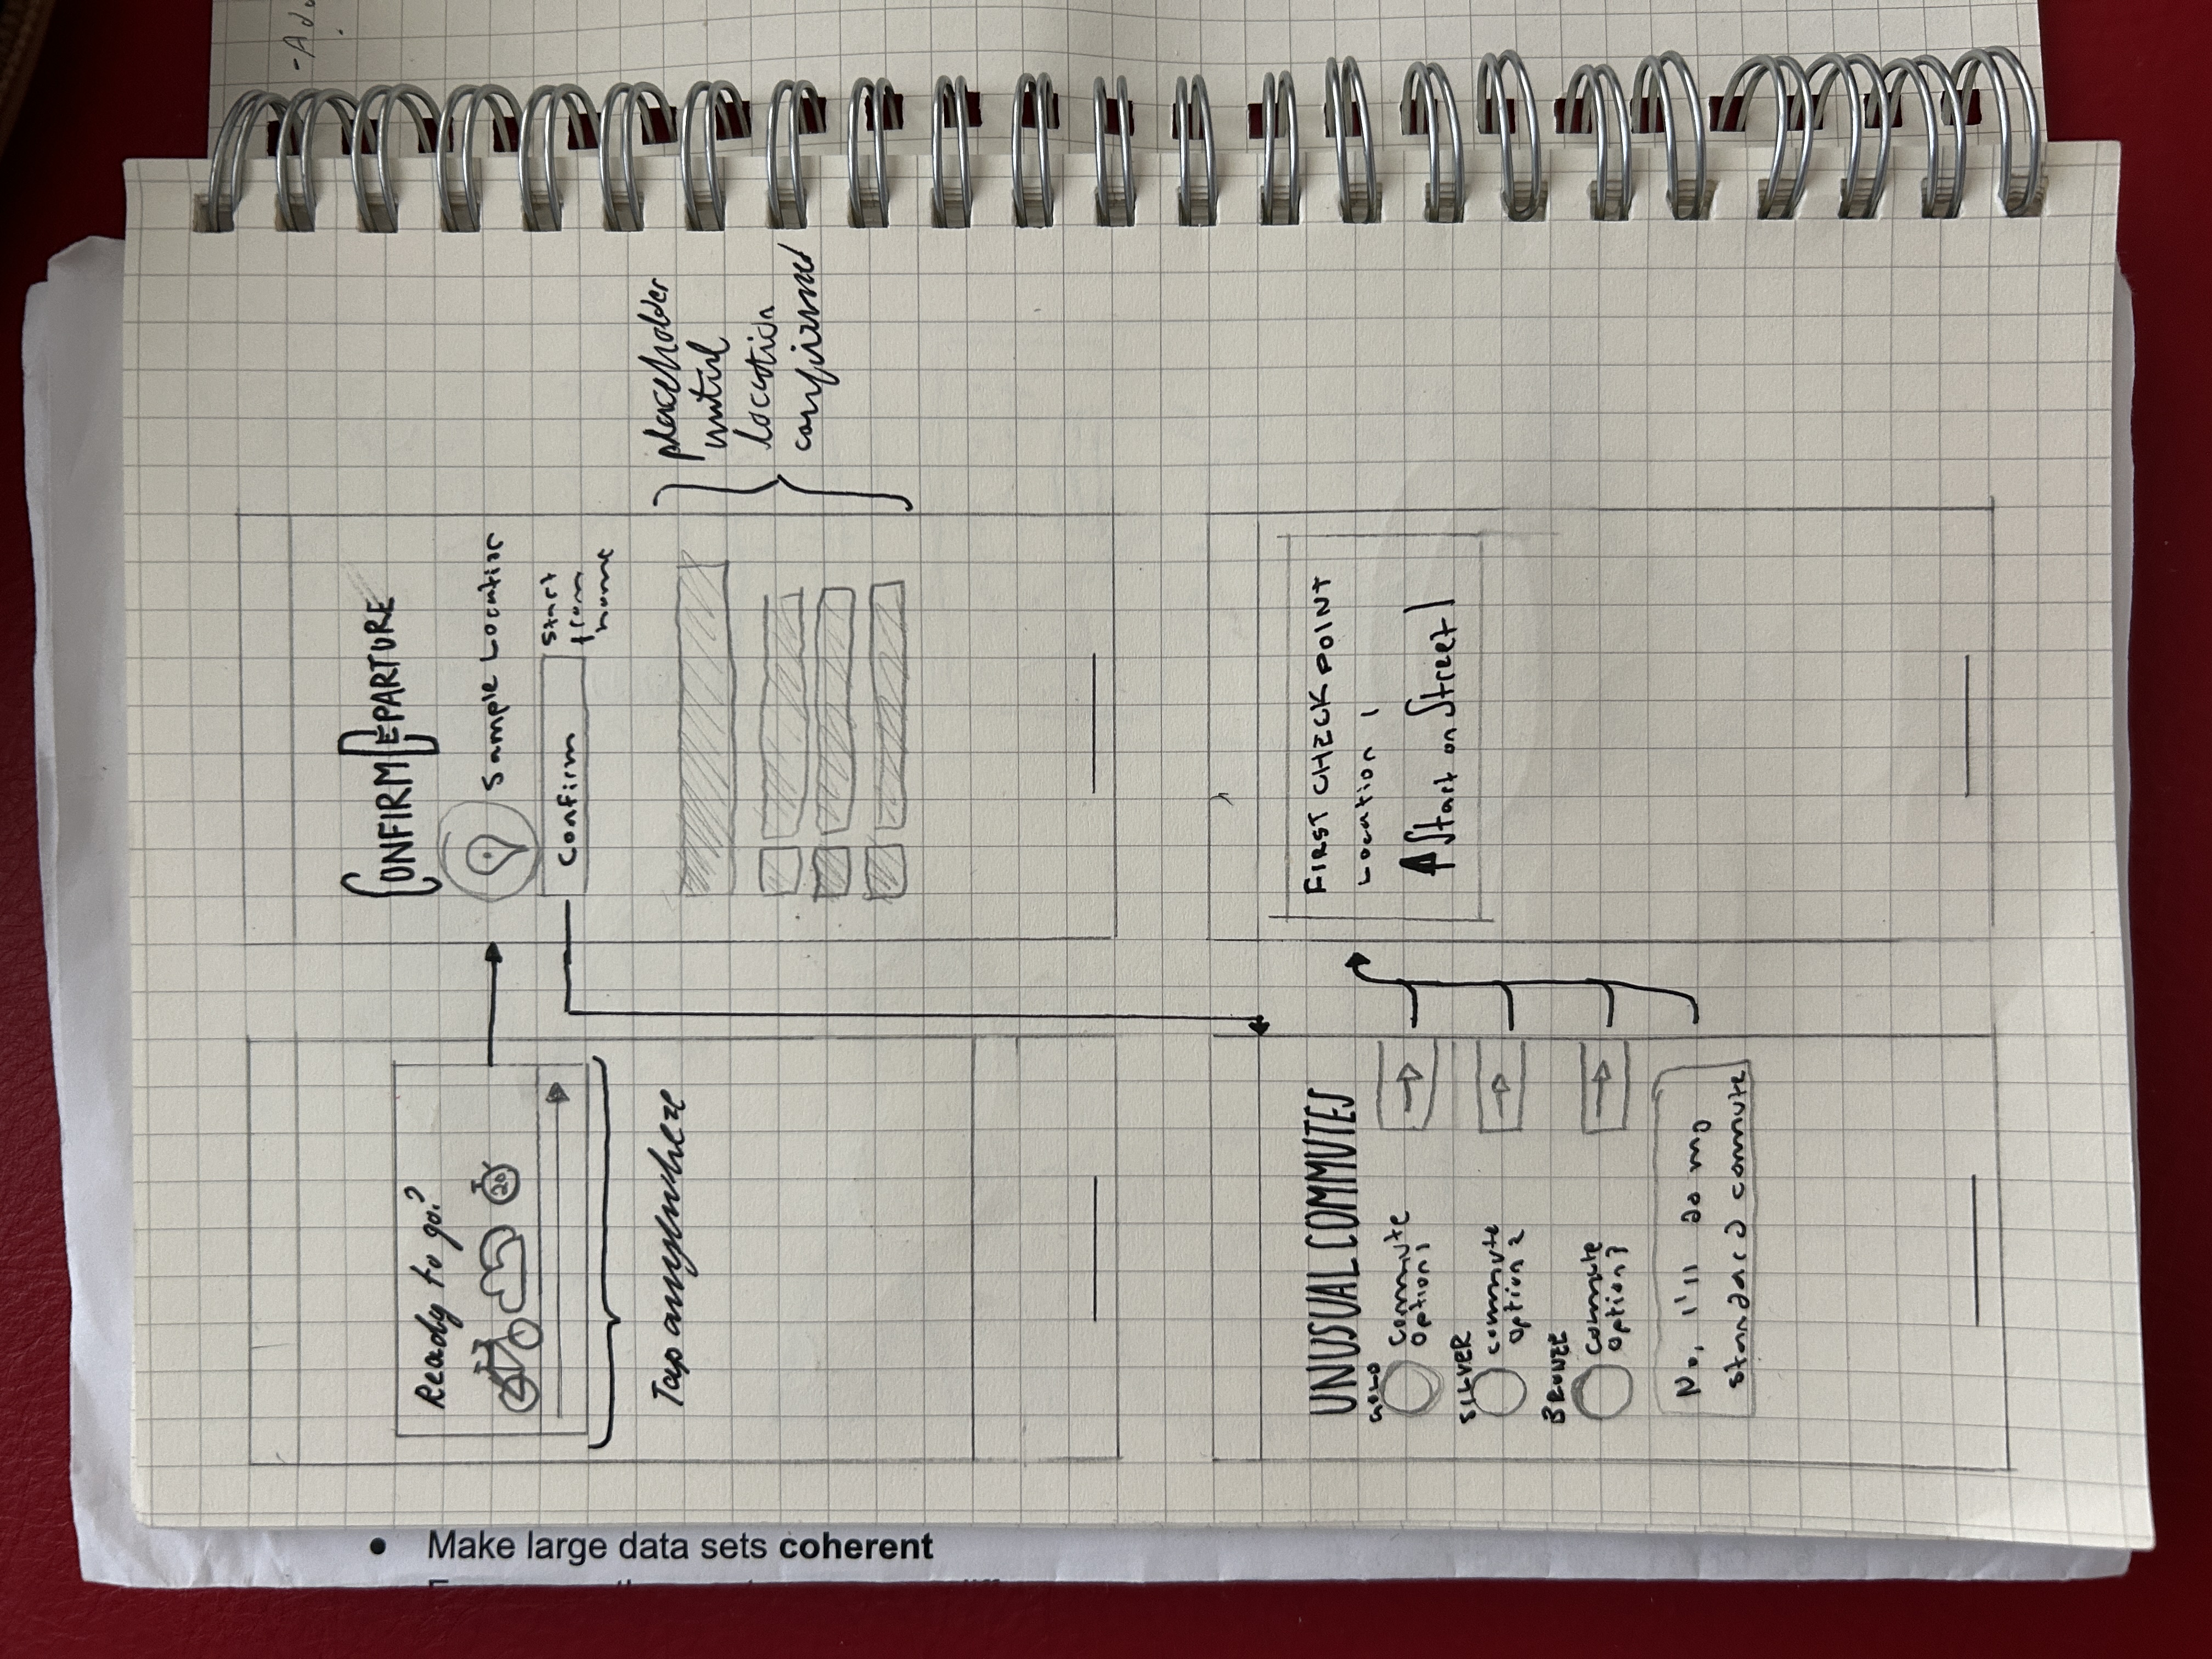 Ready to go?
20
Tap anywhere
CONFIRM DEPARTURE
Sample Location
Confirm
Start
from
home
placeholder
until
location
confirmed
UNUSUAL COMMUTES
GOLD
commute
option 1
SILVER
commute
option 2
BRONZE
commute
option 3
No, I'll do my
standard commute
FIRST CHECKPOINT
Location 1
Start on Street 1
• Make large data sets coherent